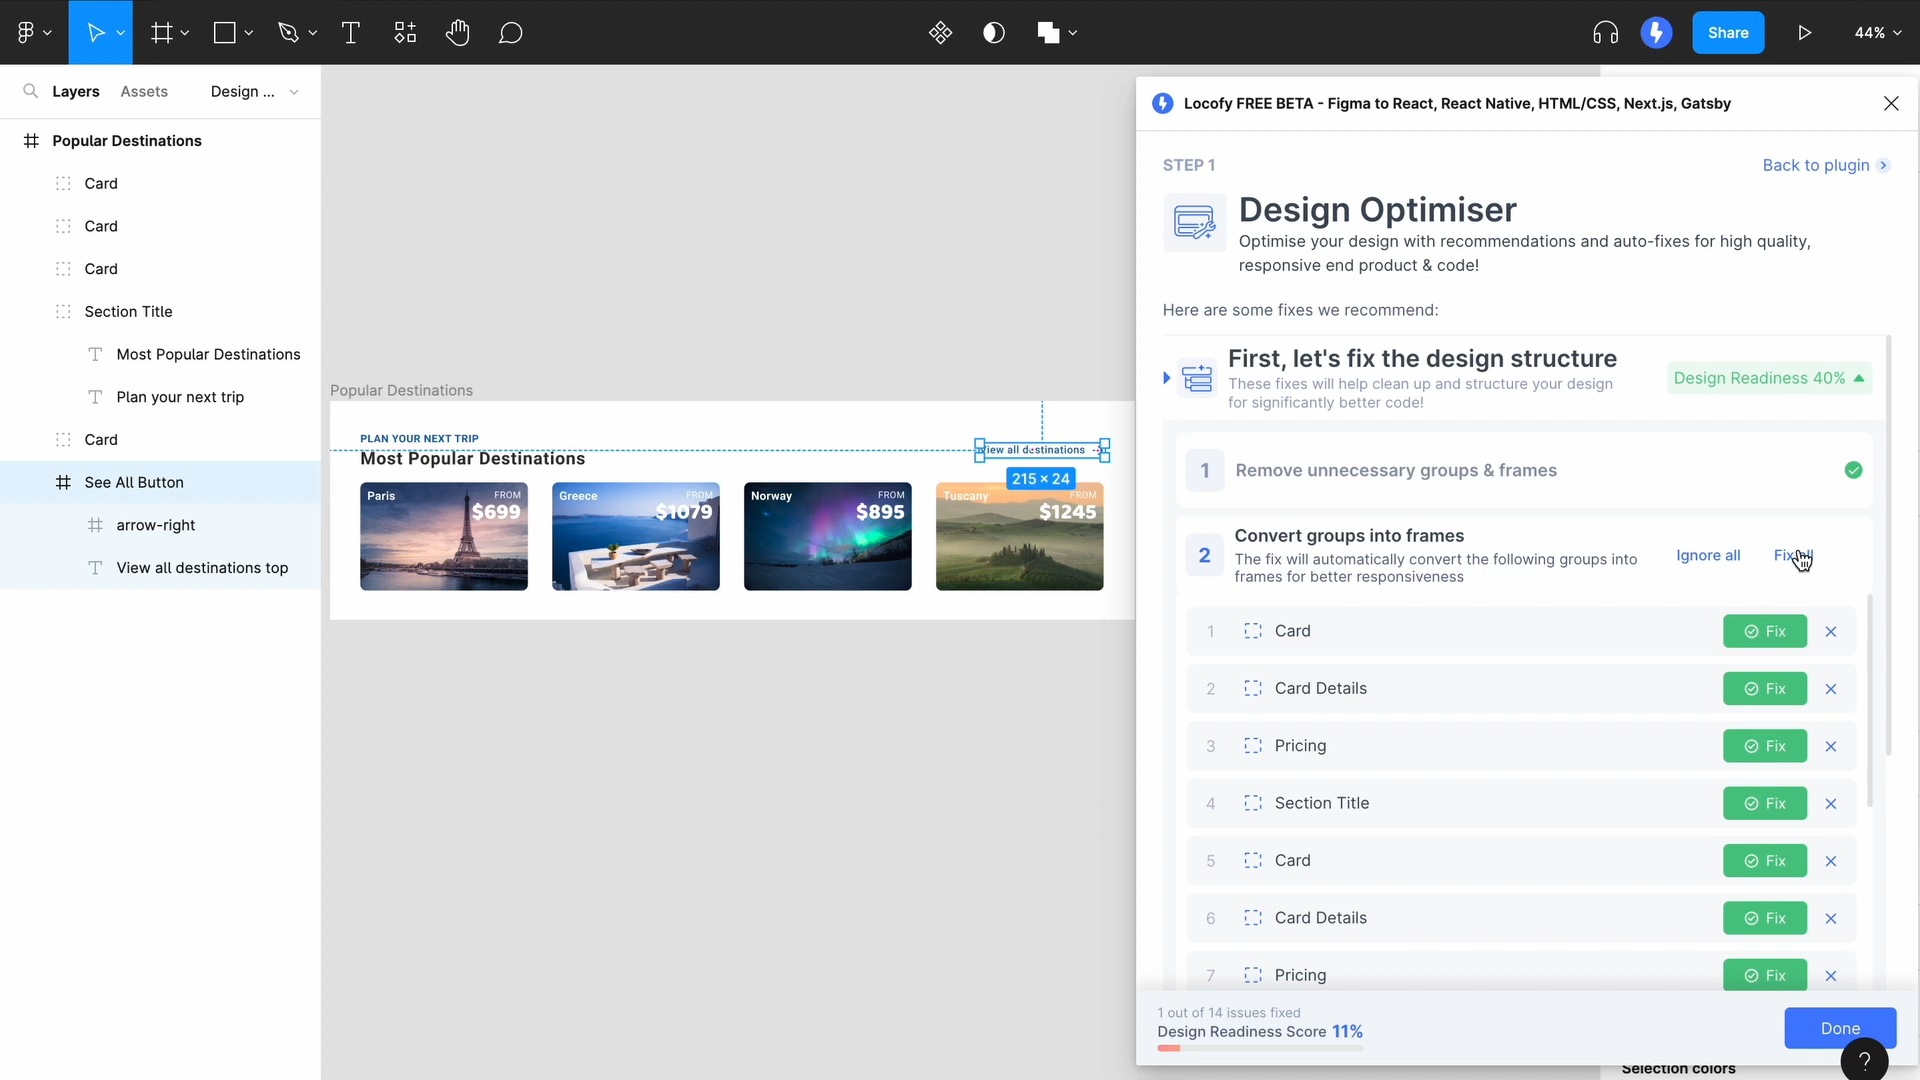 Share
44%
Layers
Assets
Design ...
Popular Destinations
Card
Card
Card
Section Title
Most Popular Destinations
Plan your next trip
Card
See All Button
arrow-right
View all destinations top
Popular Destinations
PLAN YOUR NEXT TRIP
Most Popular Destinations
View all destinations
215 × 24
Paris
FROM
$699
Greece
FROM
$1079
Norway
FROM
$895
Tuscany
FROM
$1245
Locofy FREE BETA - Figma to React, React Native, HTML/CSS, Next.js, Gatsby
STEP 1
Back to plugin
Design Optimiser
Optimise your design with recommendations and auto-fixes for high quality,
responsive end product & code!
Here are some fixes we recommend:
First, let's fix the design structure
These fixes will help clean up and structure your design
for significantly better code!
Design Readiness 40%
1
Remove unnecessary groups & frames
2
Convert groups into frames
The fix will automatically convert the following groups into
frames for better responsiveness
Ignore all
Fix all
1 Card Fix
2 Card Details Fix
3 Pricing Fix
4 Section Title Fix
5 Card Fix
6 Card Details Fix
7 Pricing Fix
1 out of 14 issues fixed
Design Readiness Score 11%
Done
?
Selection colors